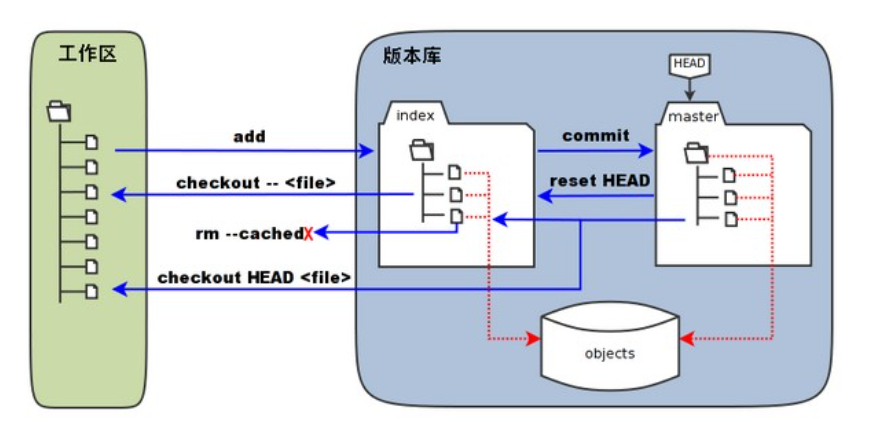 工作区
版本库
HEAD
index
master
add
commit
checkout -- <file>
reset HEAD
rm --cached
X
checkout HEAD <file>
objects